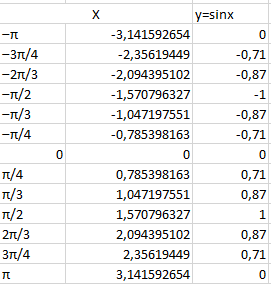 X y=sinx
−π -3,141592654 0
−3π/4 -2,35619449 -0,71
−2π/3 -2,094395102 -0,87
−π/2 -1,570796327 -1
−π/3 -1,047197551 -0,87
−π/4 -0,785398163 -0,71
0 0 0
π/4 0,785398163 0,71
π/3 1,047197551 0,87
π/2 1,570796327 1
2π/3 2,094395102 0,87
3π/4 2,35619449 0,71
π 3,141592654 0